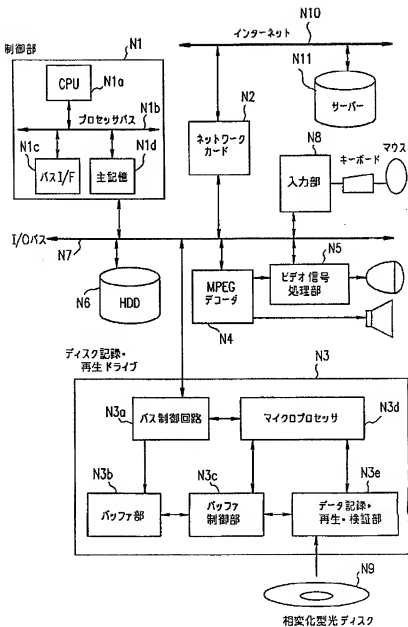 N10
インターネット
制御部
N1
CPU
N1a
N1b
プロセッサバス
N1c
N1d
バスI/F
主記憶
N11
サーバー
N2
ネットワーク
カード
N8
入力部
キーボード
マウス
I/Oバス
N7
N5
N6
HDD
MPEG
デコーダ
ビデオ信号
処理部
N4
ディスク記録・
再生ドライブ
N3
N3a
バス制御回路
マイクロプロセッサ
N3d
N3b
N3c
N3e
バッファ部
バッファ
制御部
データ記録・
再生・検証部
N9
相変化型光ディスク